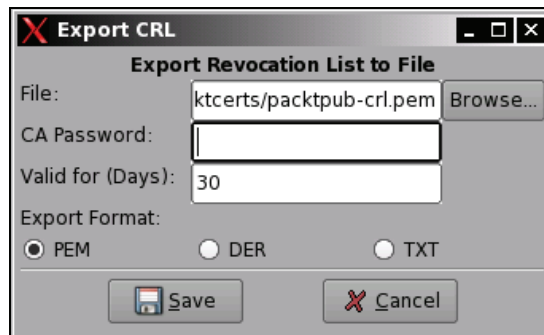 Export CRL
Export Revocation List to File
File: ktcerts/packtpub-crl.pem Browse...
CA Password:
Valid for (Days): 30
Export Format:
PEM DER TXT
Save Cancel